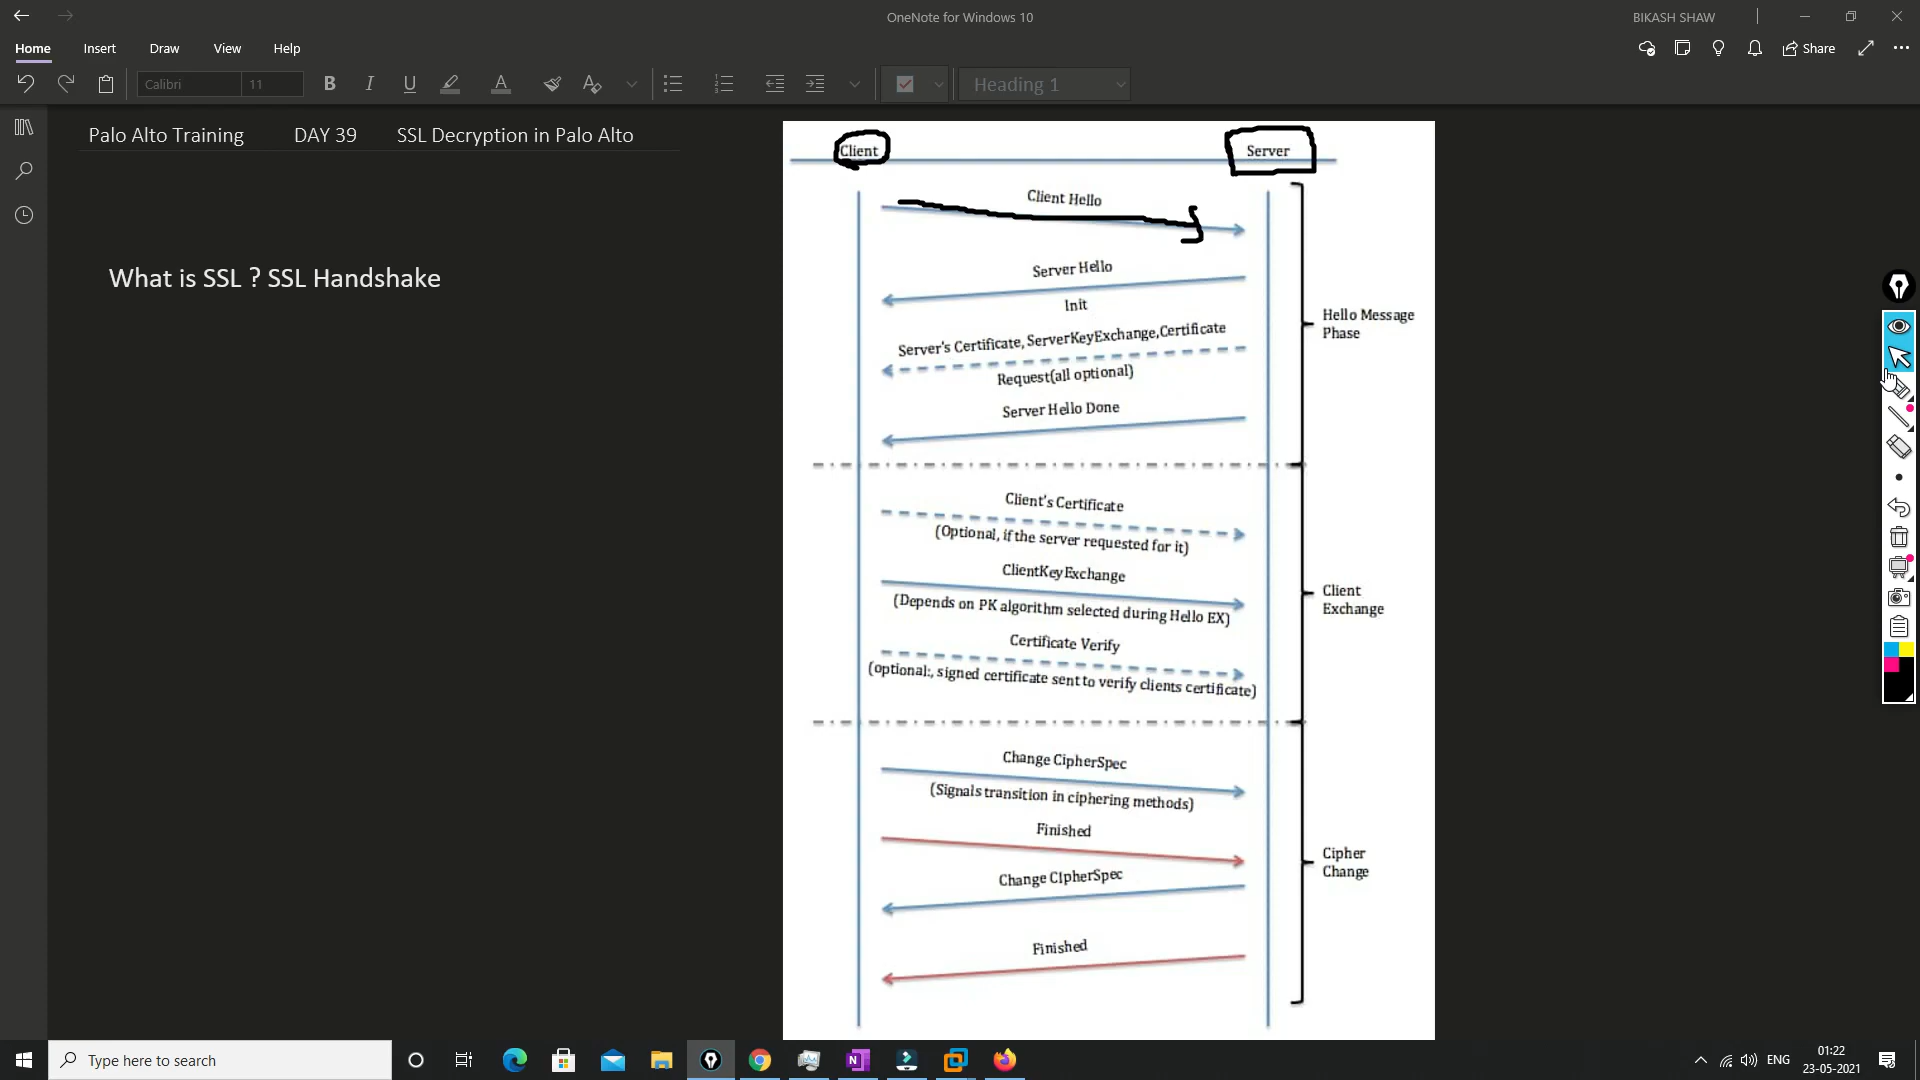 OneNote for Windows 10
BIKASH SHAW
Home Insert Draw View Help
Share
Calibri 11 B I U A A Heading 1
Palo Alto Training DAY 39 SSL Decryption in Palo Alto
What is SSL ? SSL Handshake
Client Server
Client Hello
Server Hello
Init
Server's Certificate, ServerKeyExchange,Certificate
Request(all optional)
Server Hello Done
Hello Message
Phase
Client's Certificate
(Optional, if the server requested for it)
ClientKeyExchange
(Depends on PK algorithm selected during Hello EX)
Certificate Verify
(optional:, signed certificate sent to verify clients certificate)
Client
Exchange
Change CipherSpec
(Signals transition in ciphering methods)
Finished
Change CipherSpec
Finished
Cipher
Change
Type here to search
N
ENG
01:22
23-05-2021